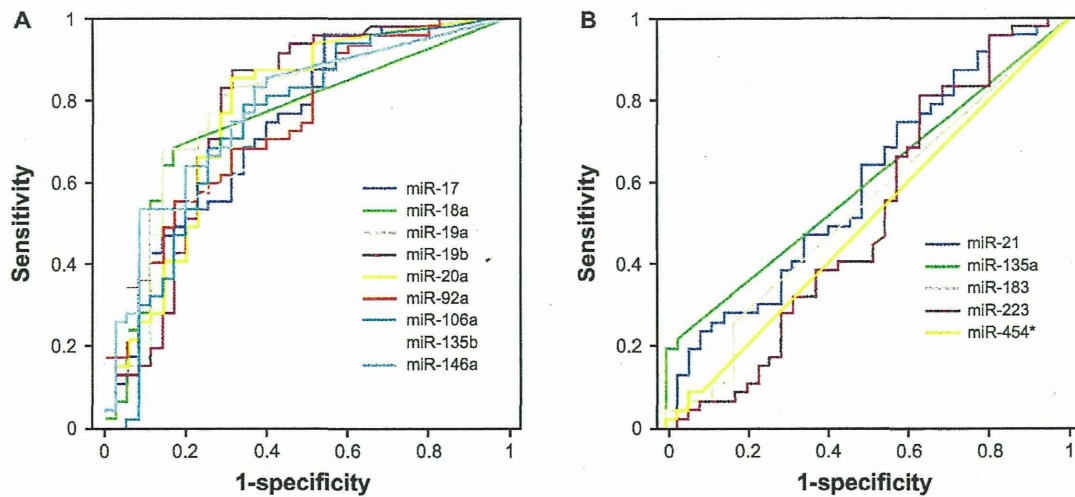 A
Sensitivity
1
0.8
0.6
0.4
0.2
0
0
0.2
0.4
0.6
0.8
1
1-specificity
miR-17
miR-18a
miR-19a
miR-19b
miR-20a
miR-92a
miR-106a
miR-135b
miR-146a
B
Sensitivity
1
0.8
0.6
0.4
0.2
0
0
0.2
0.4
0.6
0.8
1
1-specificity
miR-21
miR-135a
miR-183
miR-223
miR-454*